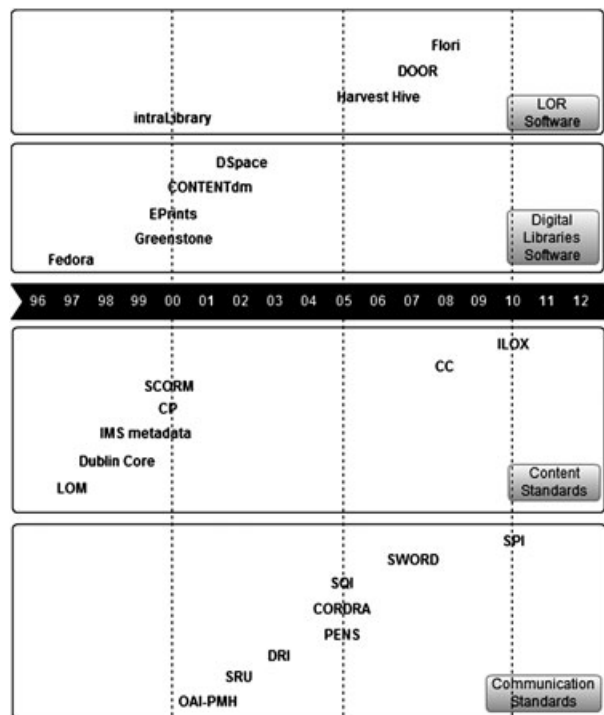 Flori
DOOR
Harvest Hive
intraLibrary
LOR
Software
DSpace
CONTENTdm
EPrints
Greenstone
Fedora
Digital
Libraries
Software
96 97 98 99 00 01 02 03 04 05 06 07 08 09 10 11 12
ILOX
CC
SCORM
CP
IMS metadata
Dublin Core
LOM
Content
Standards
SPI
SWORD
SQI
CORDRA
PENS
DRI
SRU
OAI-PMH
Communication
Standards